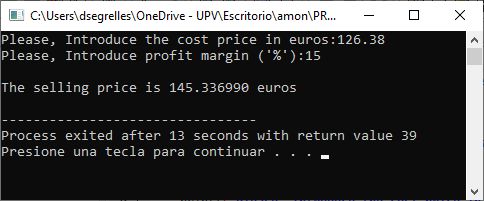 C:\Users\dsegrelles\OneDrive - UPV\Escritorio\amon\PR...
Please, Introduce the cost price in euros:126.38
Please, Introduce profit margin ('%'):15
The selling price is 145.336990 euros
--------------------------------
Process exited after 13 seconds with return value 39
Presione una tecla para continuar . . .